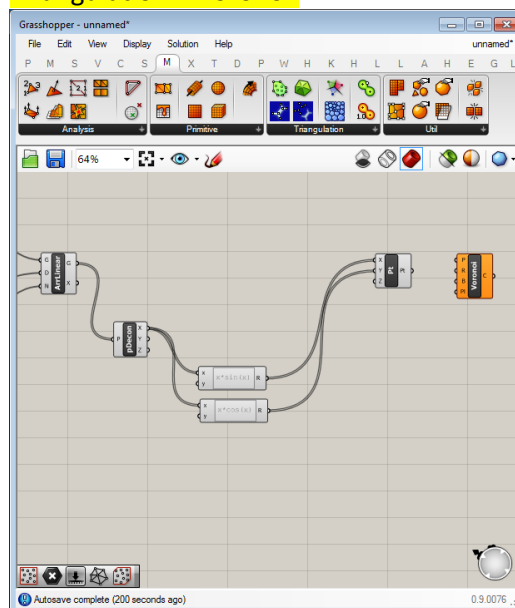 Grasshopper - unnamed*
File Edit View Display Solution Help unnamed*
P M S V C S M X T D P W H K H L L A H E G L
Analysis Primitive Triangulation Util
64%
G
D
N
ArrLinear
G
X
P
R
B
Pl
Voronoi
C
X
Y
Z
Pt
Pt
P
pDecon
X
Y
Z
x
y
x*sin(x)
R
x
y
x*cos(x)
R
Autosave complete (200 seconds ago) 0.9.0076